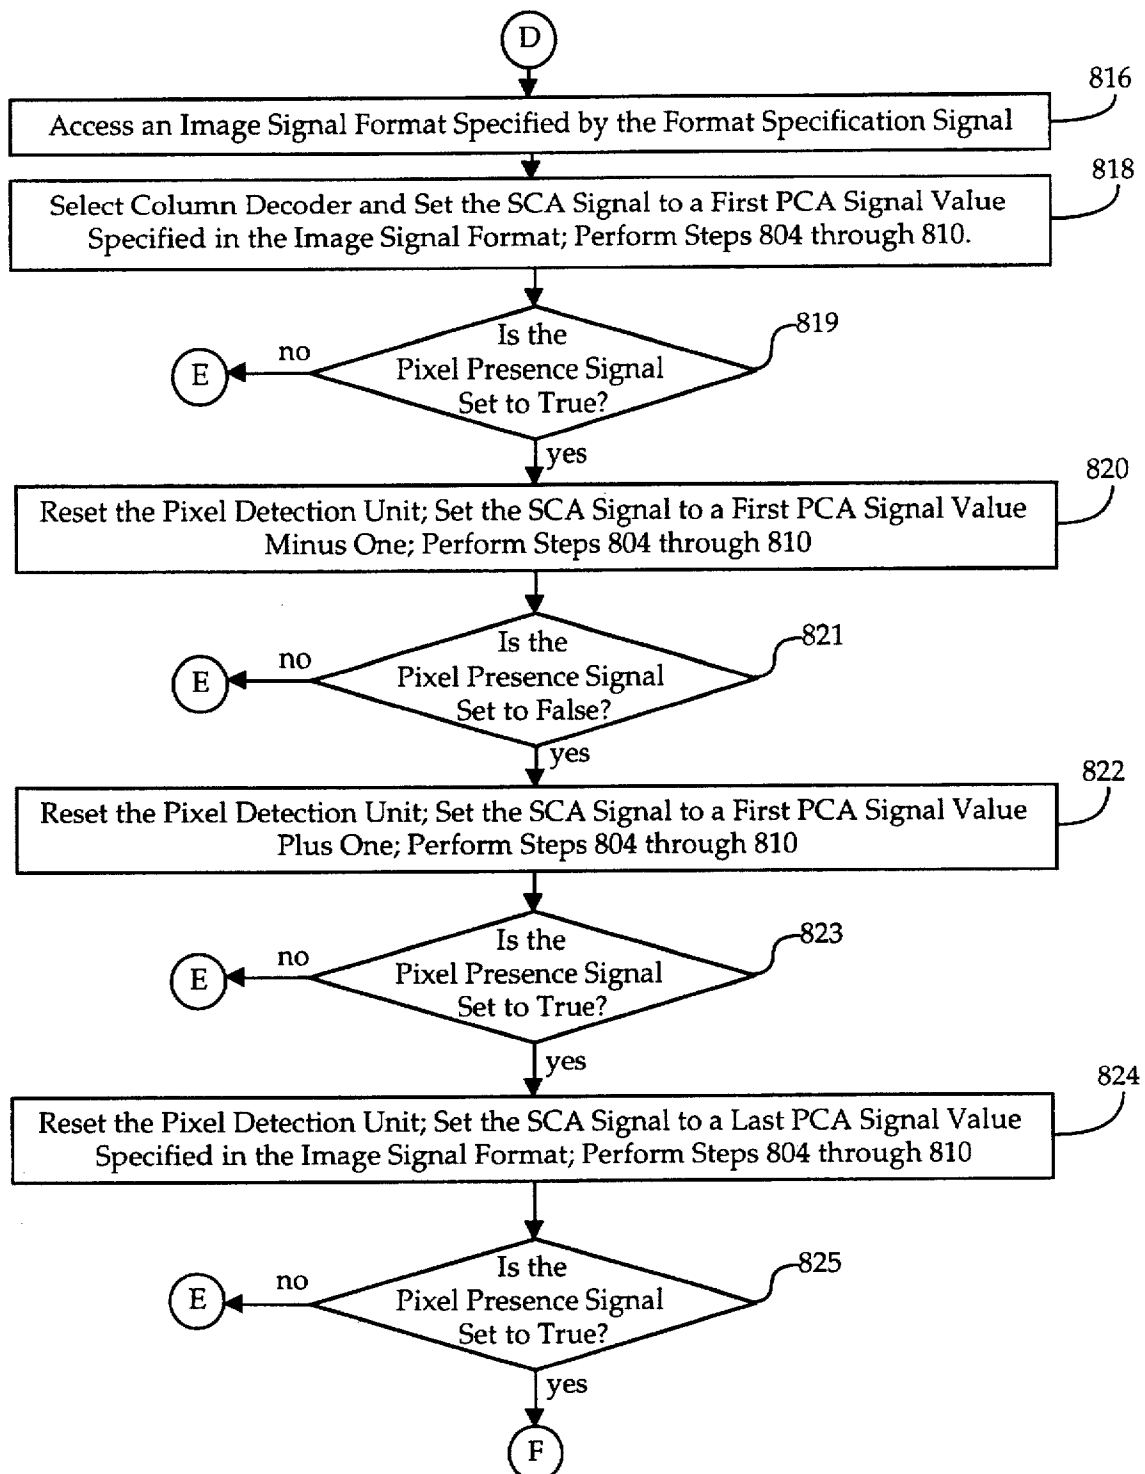 D
816
Access an Image Signal Format Specified by the Format Specification Signal
818
Select Column Decoder and Set the SCA Signal to a First PCA Signal Value
Specified in the Image Signal Format; Perform Steps 804 through 810.
819
Is the
Pixel Presence Signal
Set to True?
no
E
yes
820
Reset the Pixel Detection Unit; Set the SCA Signal to a First PCA Signal Value
Minus One; Perform Steps 804 through 810
821
Is the
Pixel Presence Signal
Set to False?
no
E
yes
822
Reset the Pixel Detection Unit; Set the SCA Signal to a First PCA Signal Value
Plus One; Perform Steps 804 through 810
823
Is the
Pixel Presence Signal
Set to True?
no
E
yes
824
Reset the Pixel Detection Unit; Set the SCA Signal to a Last PCA Signal Value
Specified in the Image Signal Format; Perform Steps 804 through 810
825
Is the
Pixel Presence Signal
Set to True?
no
E
yes
F